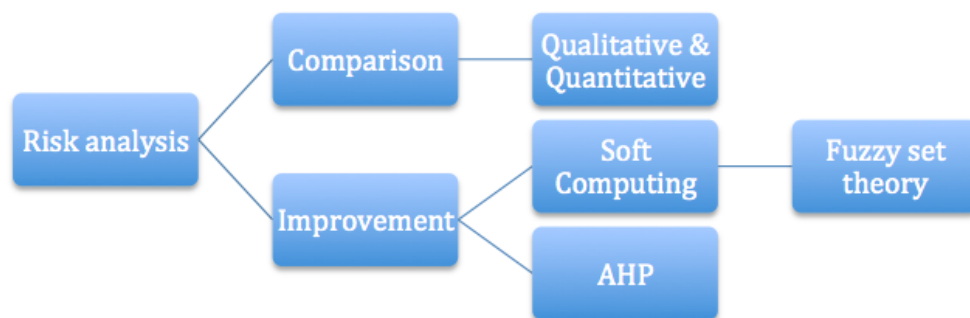 Risk analysis
Comparison
Qualitative &
Quantitative
Improvement
Soft
Computing
Fuzzy set
theory
AHP